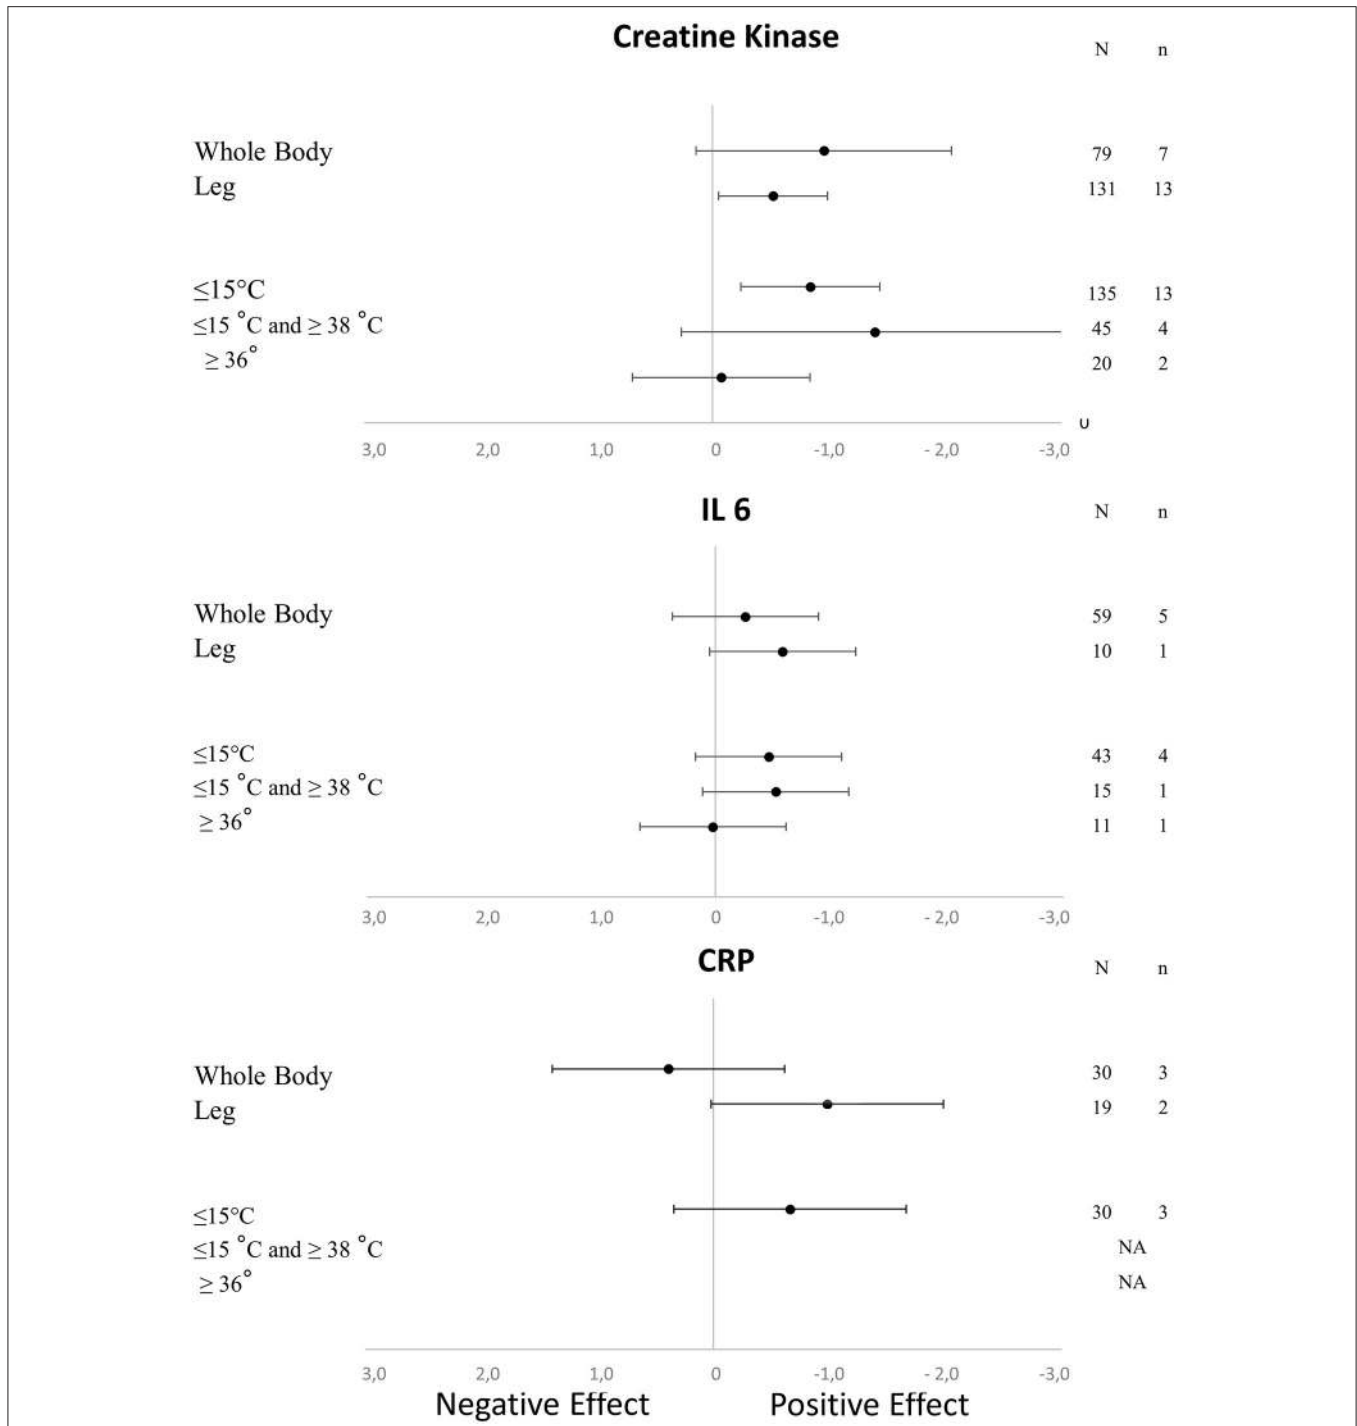 Creatine Kinase
N n
Whole Body 79 7
Leg 131 13
≤15°C 135 13
≤15 °C and ≥ 38 °C 45 4
≥ 36° 20 2
U
3,0 2,0 1,0 0 -1,0 - 2,0 -3,0
IL 6
N n
Whole Body 59 5
Leg 10 1
≤15°C 43 4
≤15 °C and ≥ 38 °C 15 1
≥ 36° 11 1
3,0 2,0 1,0 0 -1,0 - 2,0 -3,0
CRP
N n
Whole Body 30 3
Leg 19 2
≤15°C 30 3
≤15 °C and ≥ 38 °C NA
≥ 36° NA
3,0 2,0 1,0 0 -1,0 - 2,0 -3,0
Negative Effect Positive Effect